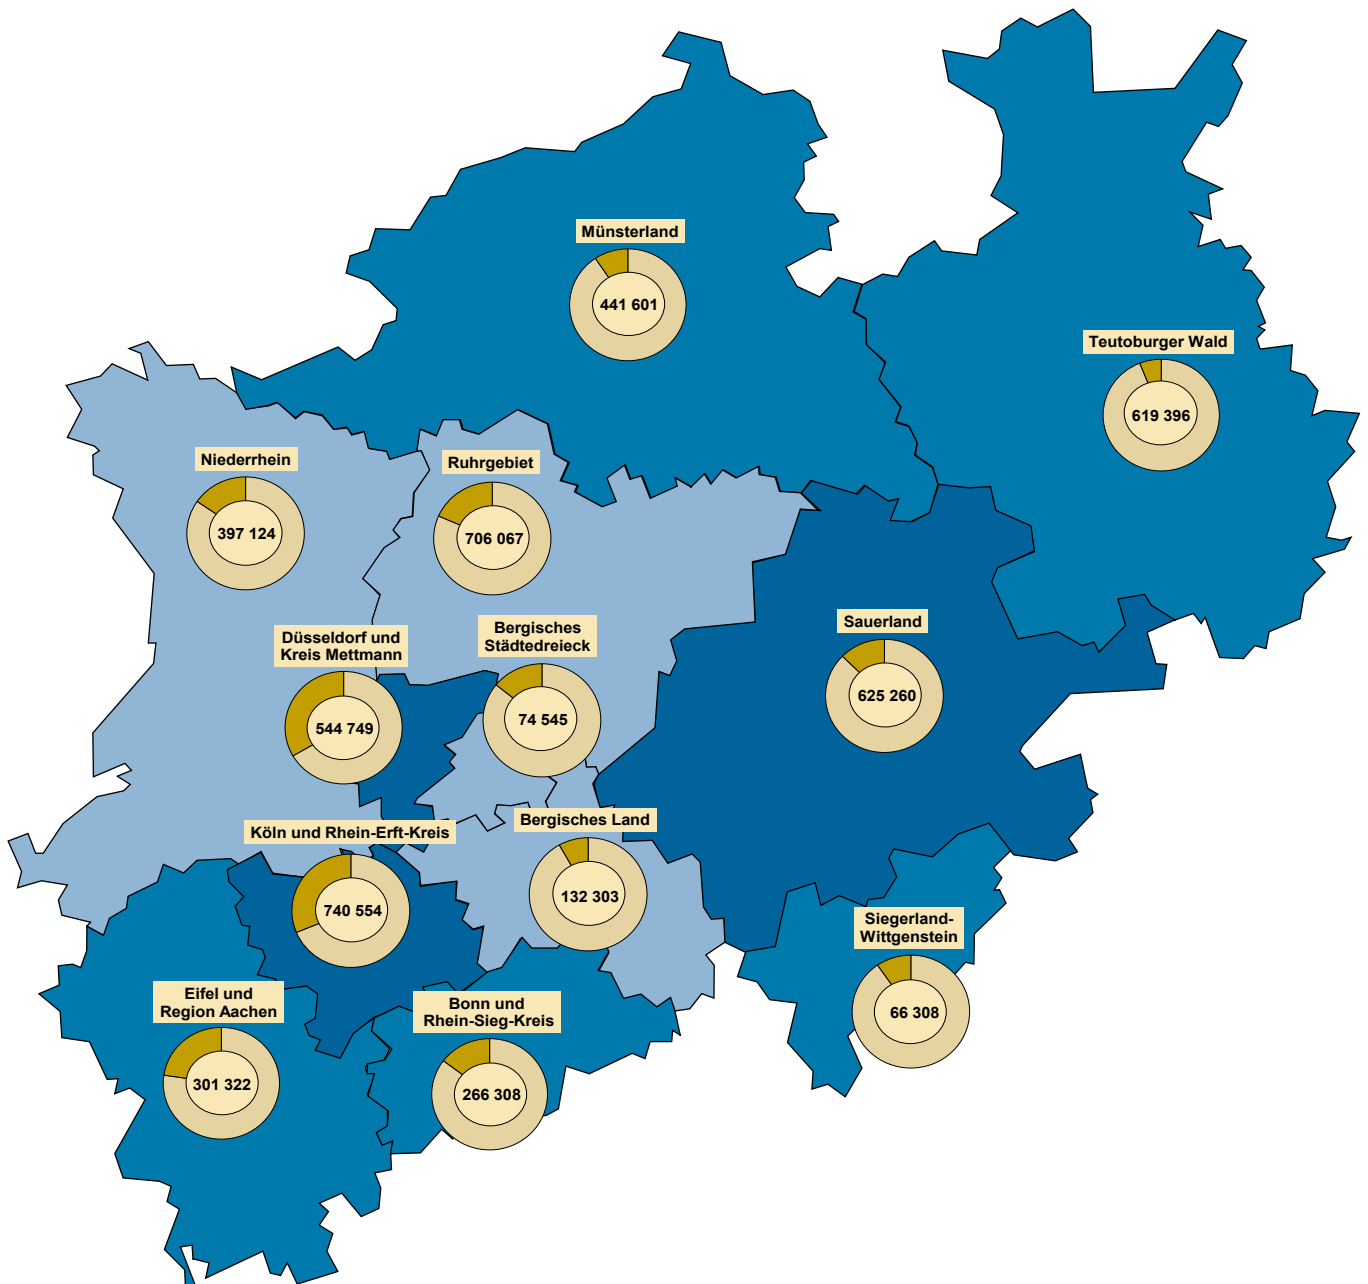 Münsterland
441 601
Teutoburger Wald
619 396
Niederrhein
397 124
Ruhrgebiet
706 067
Düsseldorf und
Kreis Mettmann
544 749
Bergisches
Städtedreieck
74 545
Sauerland
625 260
Köln und Rhein-Erft-Kreis
740 554
Bergisches Land
132 303
Siegerland-
Wittgenstein
66 308
Eifel und
Region Aachen
301 322
Bonn und
Rhein-Sieg-Kreis
266 308